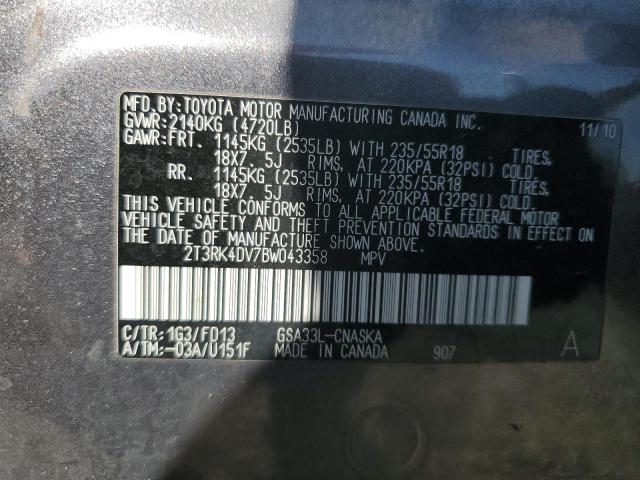 MFD.BY:TOYOTA MOTOR MANUFACTURING CANADA INC. 11/10
GVWR:2140KG (4720LB)
GAWR:FRT. 1145KG (2535LB) WITH 235/55R18 TIRES,
18X7. 5J RIMS, AT 220KPA (32PSI) COLD.
RR. 1145KG (2535LB) WITH 235/55R18 TIRES
18X7. 5J RIMS, AT 220KPA (32PSI) COLD.
THIS VEHICLE CONFORMS TO ALL APPLICABLE FEDERAL MOTOR
VEHICLE SAFETY AND THEFT PREVENTION STANDARDS IN EFFECT ON
THE DATE OF MANUFACTURE SHOWN ABOVE.
2T3RK4DV7BW043358 MPV
C/TR:1G3/FD13 GSA33L-CNASKA
A/TM:-03A/U151F MADE IN CANADA 907 A